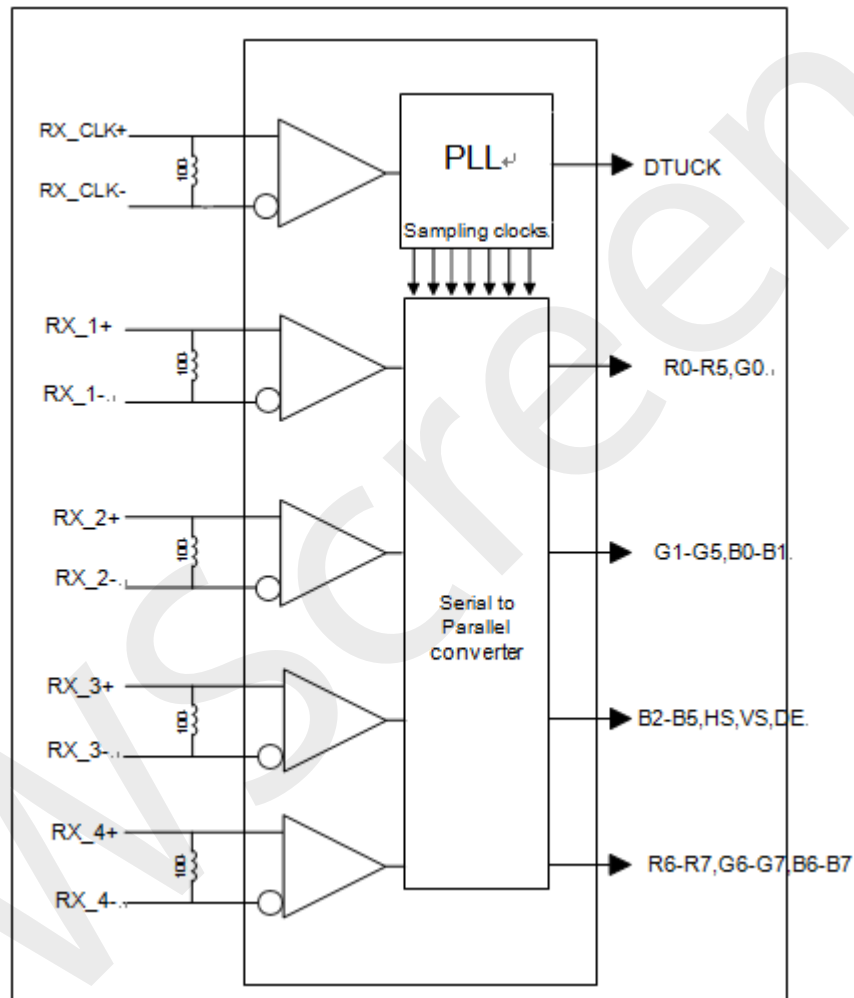 RX_CLK+
100
RX_CLK-
PLL↵
Sampling clocks.
DTUCK
RX_1+
100
RX_1-.
R0-R5,G0.
RX_2+
100
RX_2-.
G1-G5,B0-B1.
Serial to
Parallel
converter
RX_3+
100
RX_3-.
B2-B5,HS,VS,DE.
RX_4+
100
RX_4-.
R6-R7,G6-G7,B6-B7
wscreen